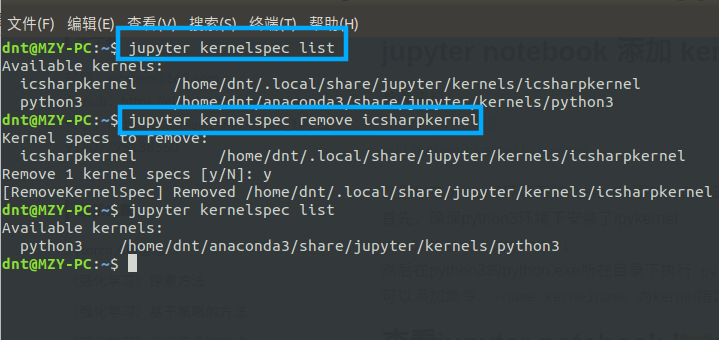 文件(F) 编辑(E) 查看(V) 搜索(S) 终端(T) 帮助(H)
dnt@MZY-PC:~$ jupyter kernelspec list
Available kernels:
  icsharpkernel    /home/dnt/.local/share/jupyter/kernels/icsharpkernel
  python3          /home/dnt/anaconda3/share/jupyter/kernels/python3
dnt@MZY-PC:~$ jupyter kernelspec remove icsharpkernel
Kernel specs to remove:
  icsharpkernel         /home/dnt/.local/share/jupyter/kernels/icsharpkernel
Remove 1 kernel specs [y/N]: y
[RemoveKernelSpec] Removed /home/dnt/.local/share/jupyter/kernels/icsharpkernel
dnt@MZY-PC:~$ jupyter kernelspec list
Available kernels:
  python3    /home/dnt/anaconda3/share/jupyter/kernels/python3
dnt@MZY-PC:~$
jupyter notebook 添加 ke